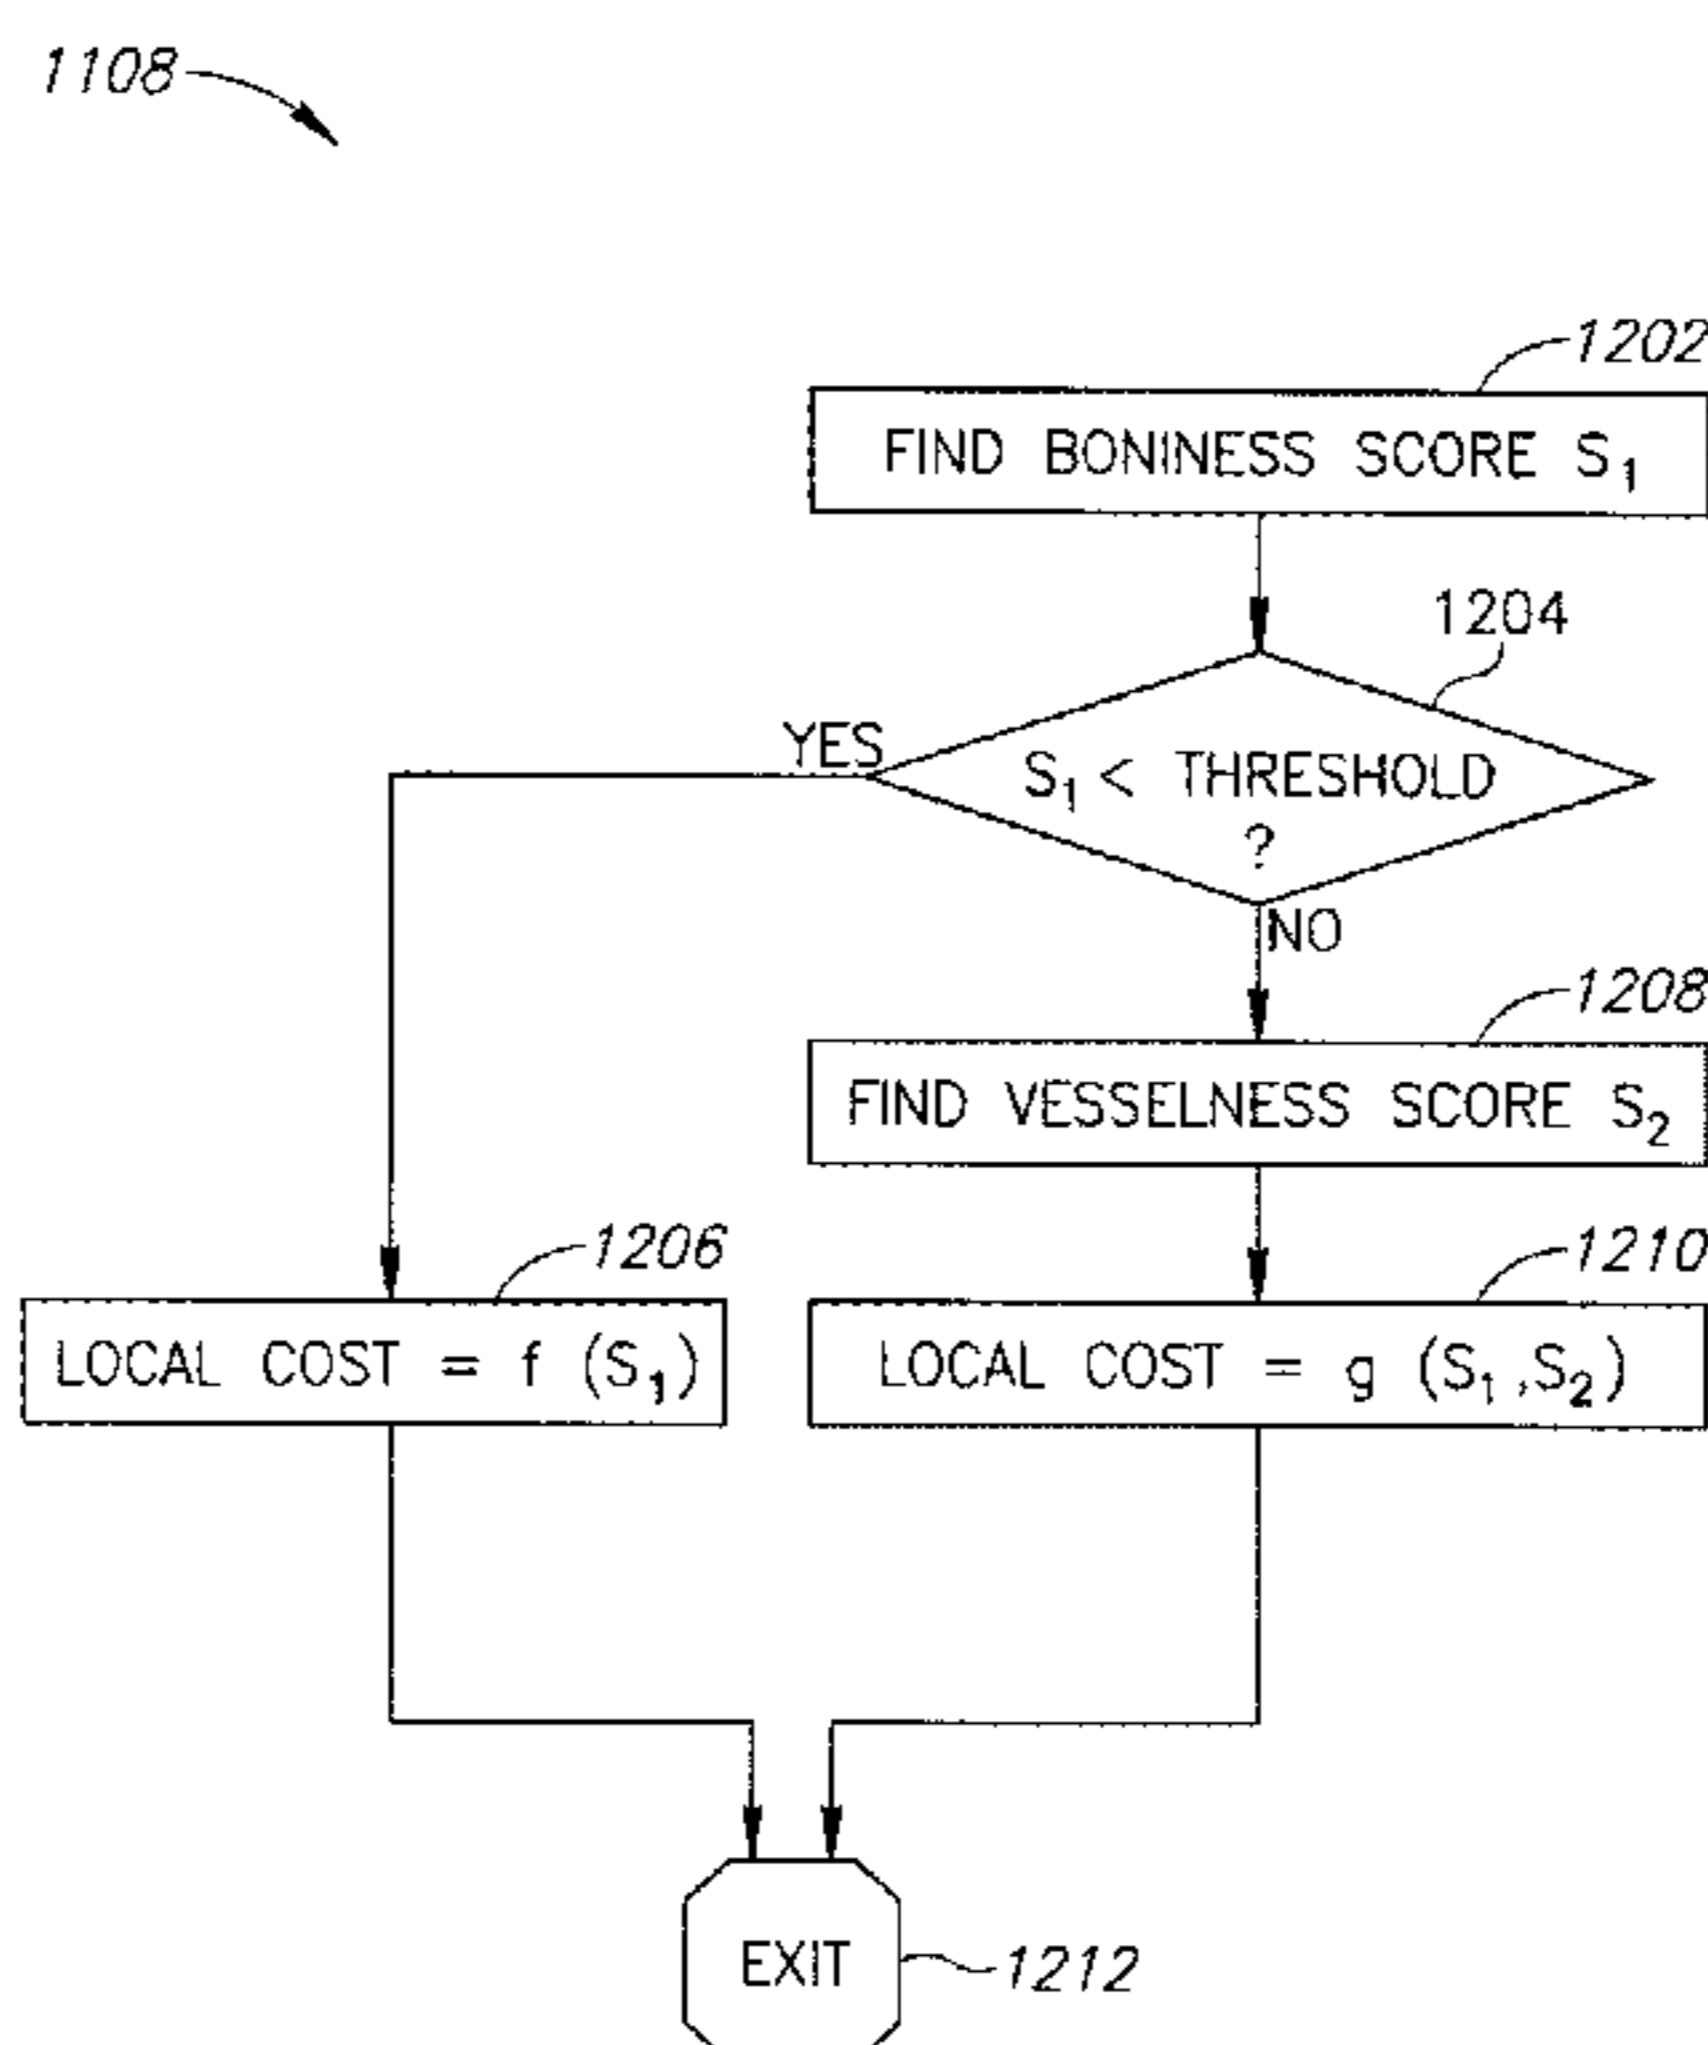 1108
1202
FIND BONINESS SCORE S₁
1204
YES
S₁ < THRESHOLD
?
NO
1208
FIND VESSELNESS SCORE S₂
1206
1210
LOCAL COST = f (S₁)
LOCAL COST = g (S₁,S₂)
EXIT
1212